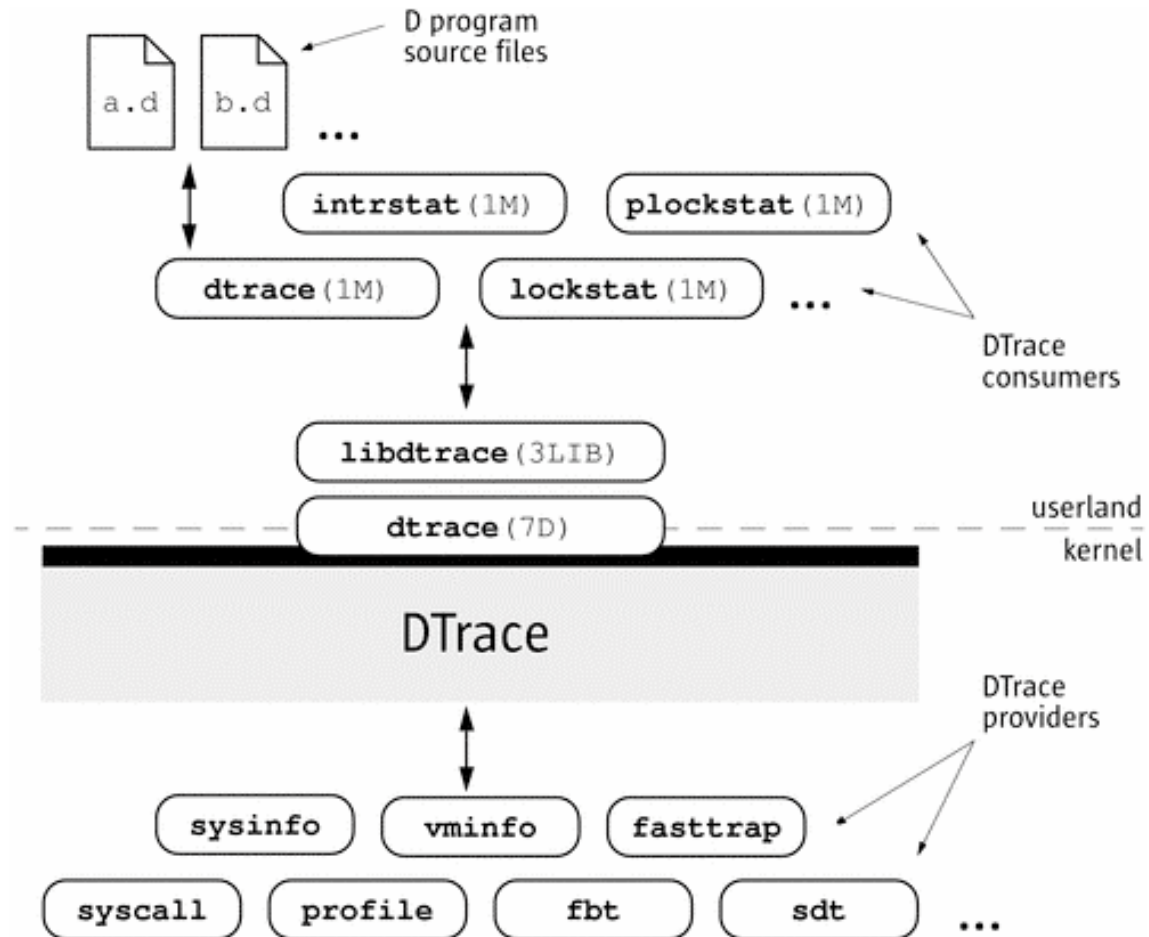 D program
source files
a.d b.d ...
intrstat(1M) plockstat(1M)
dtrace(1M) lockstat(1M) ...
DTrace
consumers
libdtrace(3LIB)
userland
dtrace(7D)
kernel
DTrace
DTrace
providers
sysinfo vminfo fasttrap
syscall profile fbt sdt ...